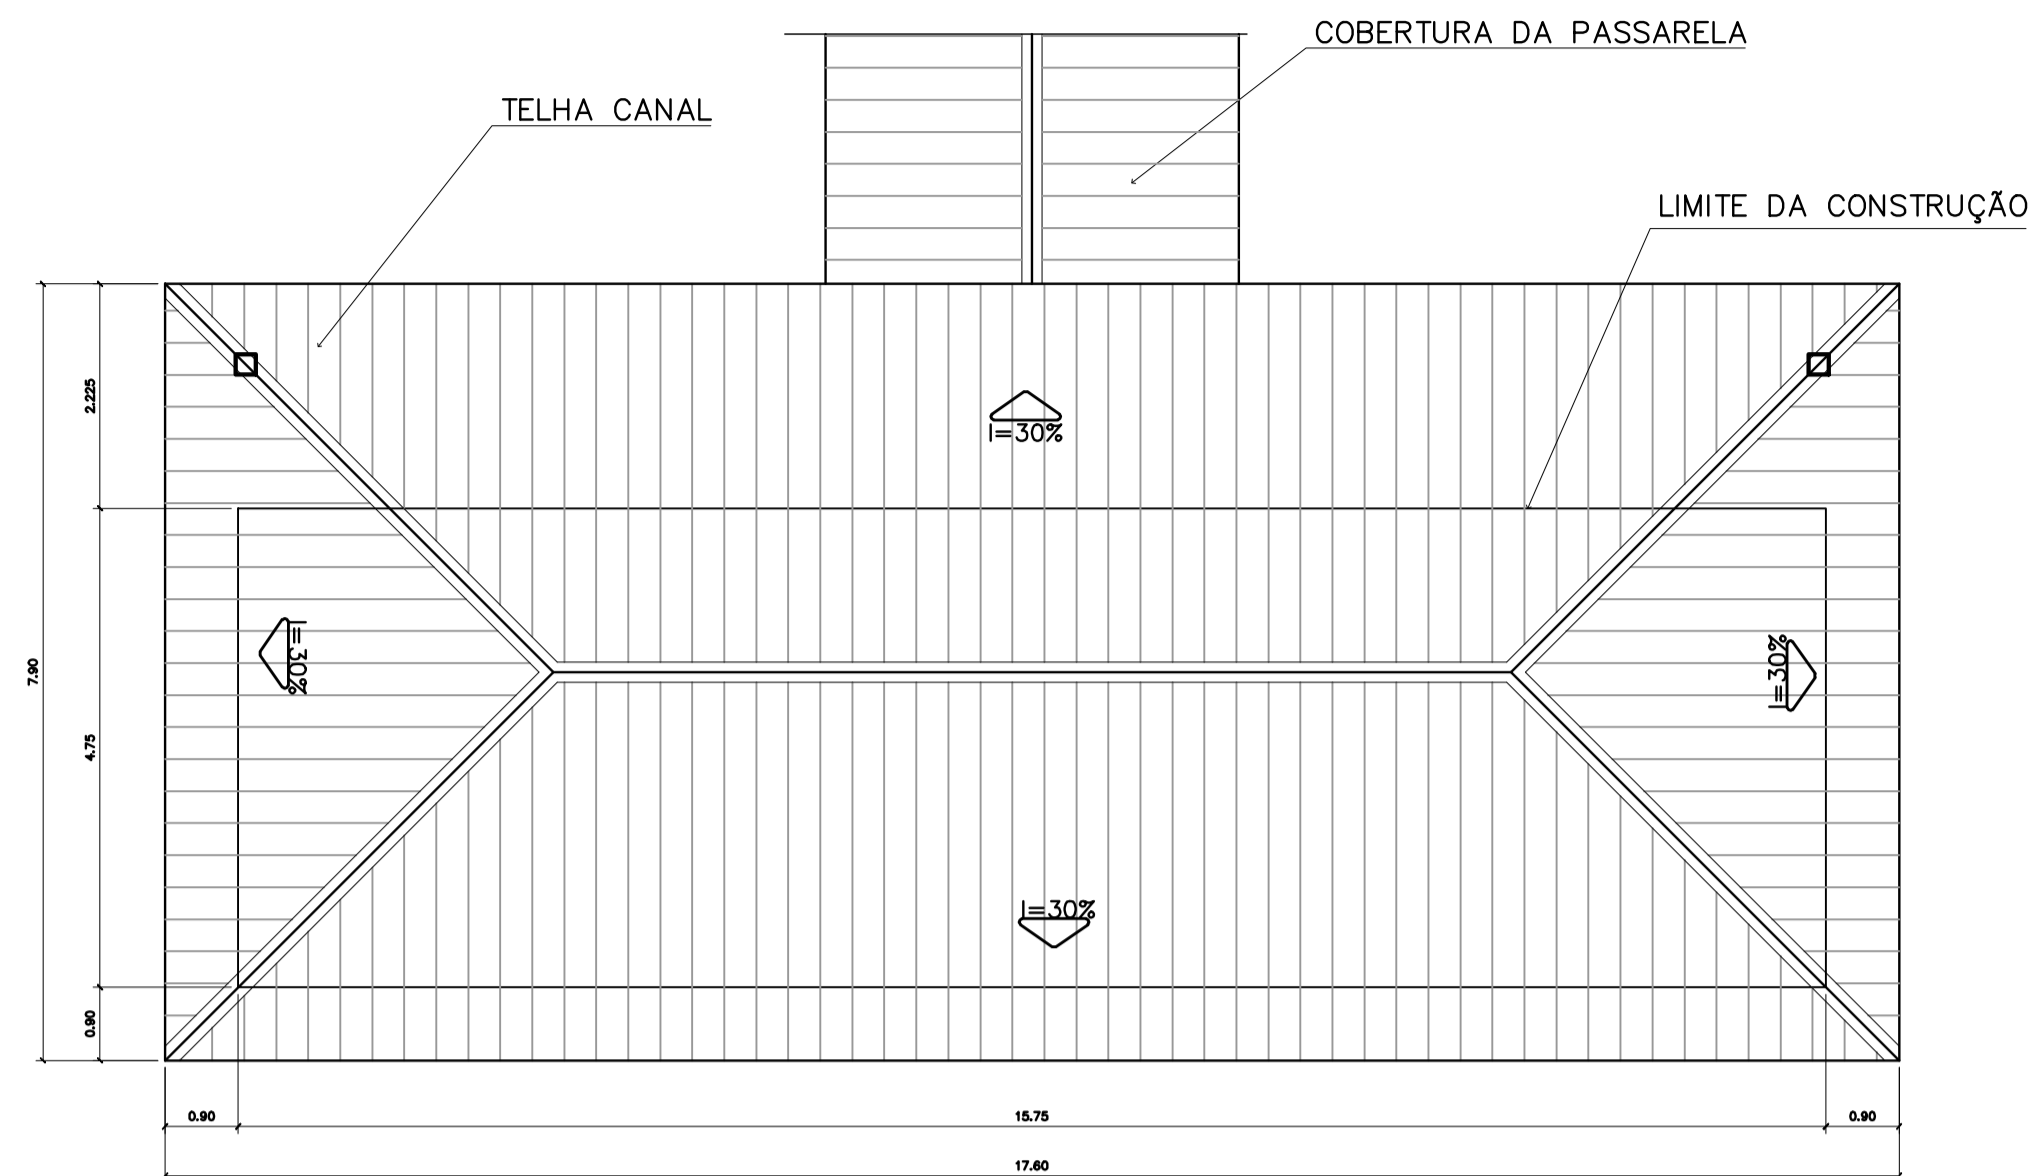 COBERTURA DA PASSARELA
TELHA CANAL
LIMITE DA CONSTRUÇÃO
2.225
I=30%
I=30%
I=30%
7.90
4.75
I=30%
0.90
0.90
15.75
0.90
17.60